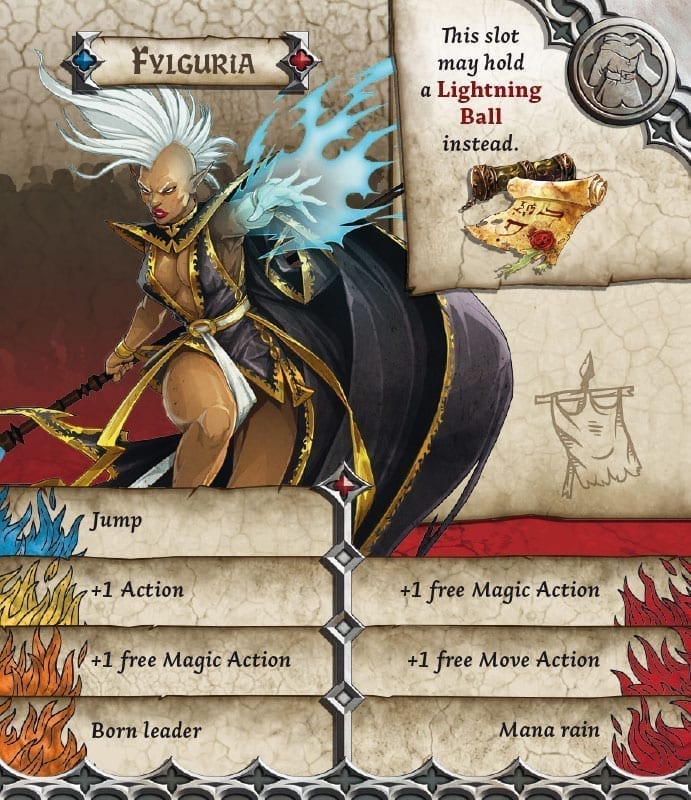 Fylguria
This slot
may hold
a Lightning
Ball
instead.
Jump
+1 Action
+1 free Magic Action
+1 free Magic Action
+1 free Move Action
Born leader
Mana rain